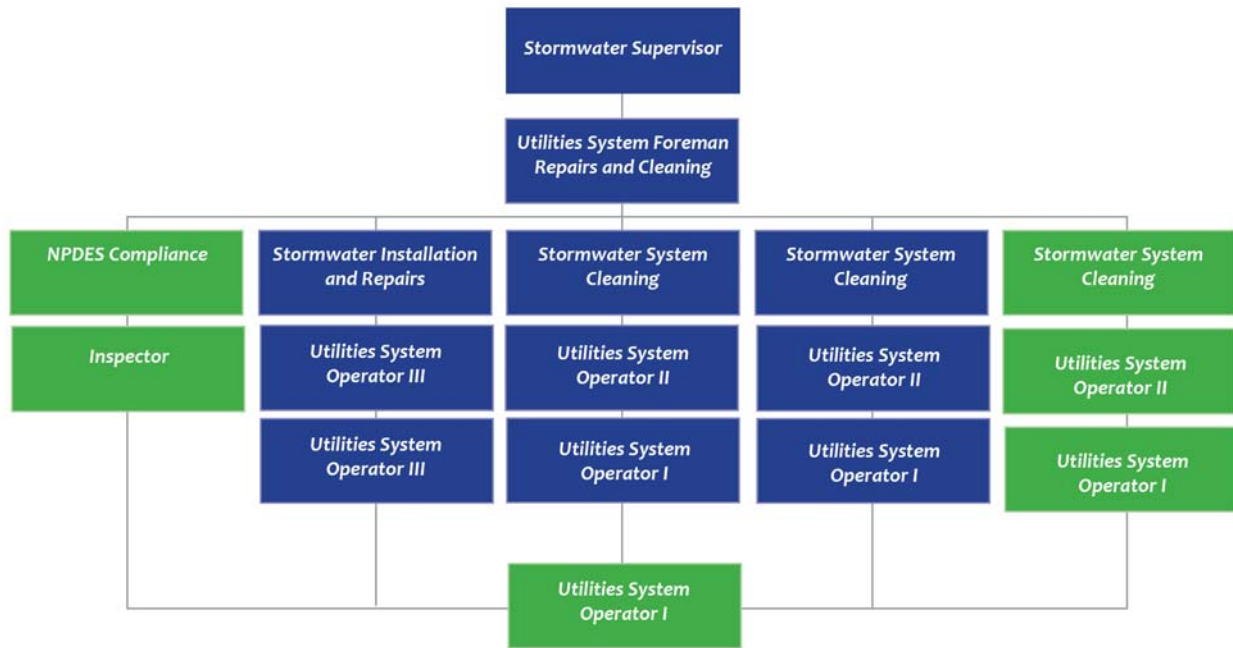 Stormwater Supervisor
Utilities System Foreman
Repairs and Cleaning
NPDES Compliance
Stormwater Installation
and Repairs
Stormwater System
Cleaning
Stormwater System
Cleaning
Stormwater System
Cleaning
Inspector
Utilities System
Operator III
Utilities System
Operator II
Utilities System
Operator II
Utilities System
Operator II
Utilities System
Operator III
Utilities System
Operator I
Utilities System
Operator I
Utilities System
Operator I
Utilities System
Operator I